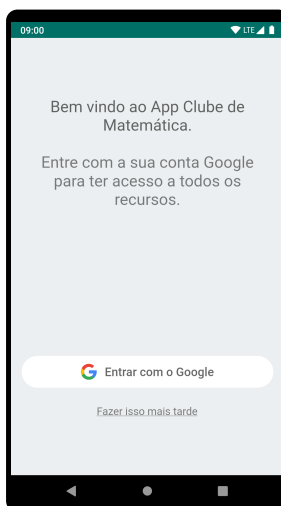 09:00 LTE
Bem vindo ao App Clube de
Matemática.
Entre com a sua conta Google
para ter acesso a todos os
recursos.
Entrar com o Google
Fazer isso mais tarde